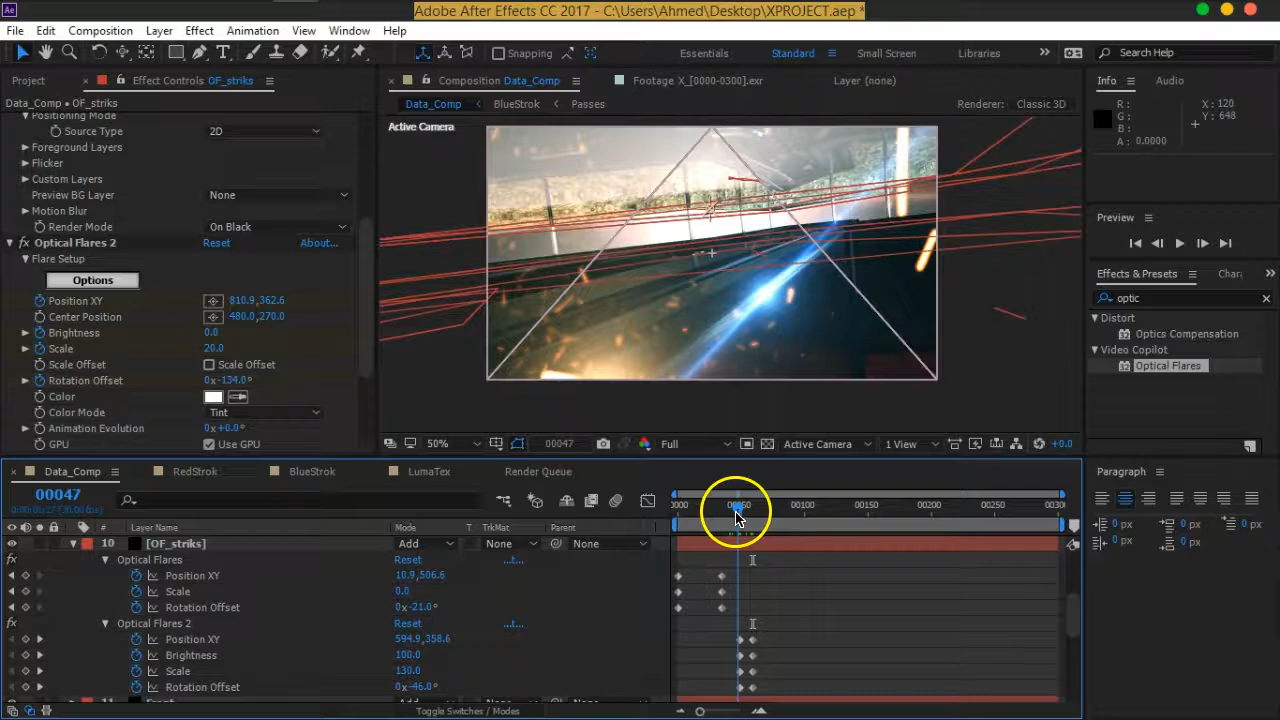 Adobe After Effects CC 2017 - C:\Users\Ahmed\Desktop\XPROJECT.aep *
File Edit Composition Layer Effect Animation View Window Help
Snapping Essentials Standard Small Screen Libraries Search Help
Project Effect Controls OF_striks Composition Data_Comp Footage X_[0000-0300].exr Layer (none) Info Audio
Data_Comp • OF_striks Data_Comp BlueStrok Passes Renderer: Classic 3D
R: X: 120
G: Y: 648
B:
A: 0.0000
Active Camera
Positioning Mode
Source Type 2D
Foreground Layers
Flicker
Custom Layers
Preview BG Layer None
Motion Blur
Render Mode On Black
fx Optical Flares 2 Reset About...
Flare Setup
Options
Position XY 810.9,362.6
Center Position 480.0,270.0
Brightness 0.0
Scale 20.0
Scale Offset Scale Offset
Rotation Offset 0x-134.0°
Color
Color Mode Tint
Animation Evolution 0x+0.0°
GPU Use GPU
50% 00047 Full Active Camera 1 View +0.0
Preview
Effects & Presets Char
optic
Distort
32 Optics Compensation
Video Copilot
32 Optical Flares
Data_Comp RedStrok BlueStrok LumaTex Render Queue
Paragraph
00047
# Layer Name Mode T TrkMat Parent
00100 00150 00200 00250
0 px 0 px 0 px
0 px 0 px
10 [OF_striks] Add None None
fx Optical Flares Reset
Position XY 10.9,506.6
Scale 0.0
Rotation Offset 0x-21.0°
fx Optical Flares 2 Reset
Position XY 594.9,358.6
Brightness 100.0
Scale 130.0
Rotation Offset 0x-46.0°
Toggle Switches / Modes